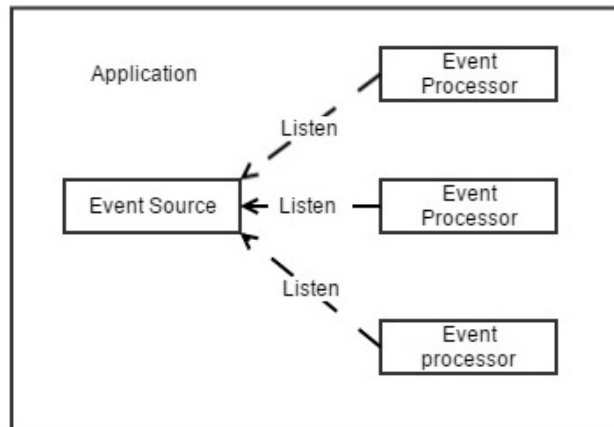 Application
Event
Processor
Listen
Event Source
Listen
Event
Processor
Listen
Event
processor